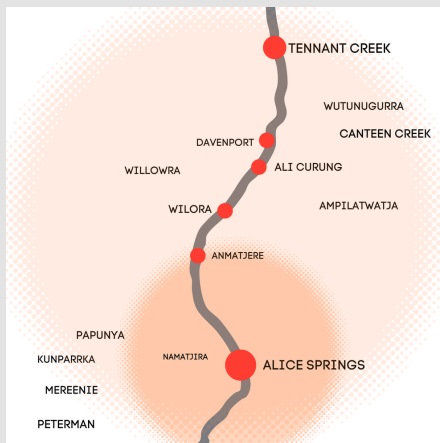 TENNANT CREEK
WUTUNUGURRA
CANTEEN CREEK
DAVENPORT
ALI CURUNG
WILLOWRA
WILORA
AMPILATWATJA
ANMATJERE
PAPUNYA
NAMATJIRA
KUNPARRKA
ALICE SPRINGS
MEREENIE
PETERMAN